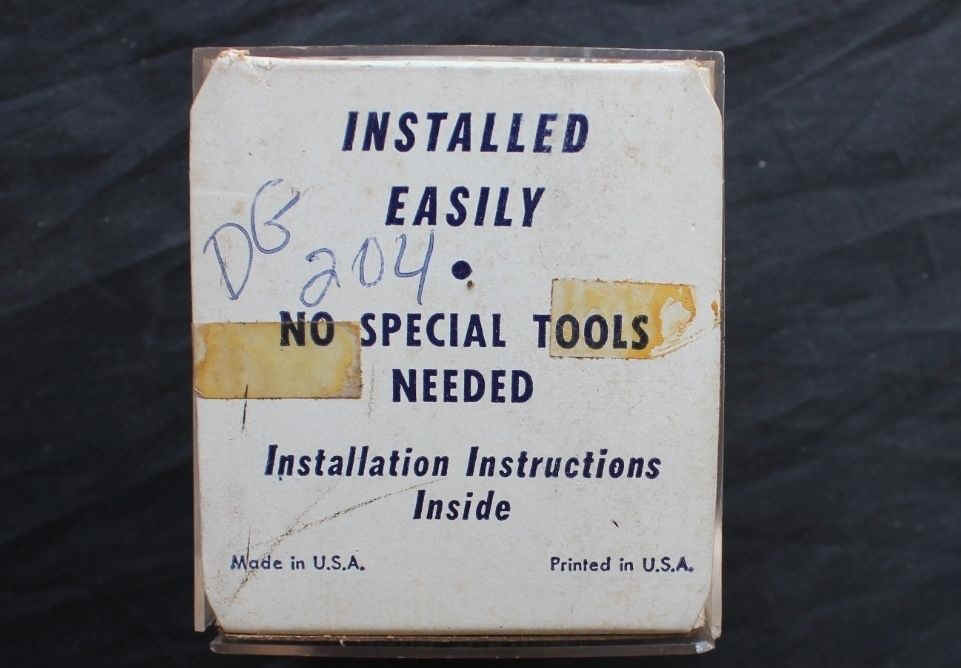 INSTALLED
EASILY
DG
204
NO SPECIAL TOOLS
NEEDED
Installation Instructions
Inside
Made in U.S.A.
Printed in U.S.A.